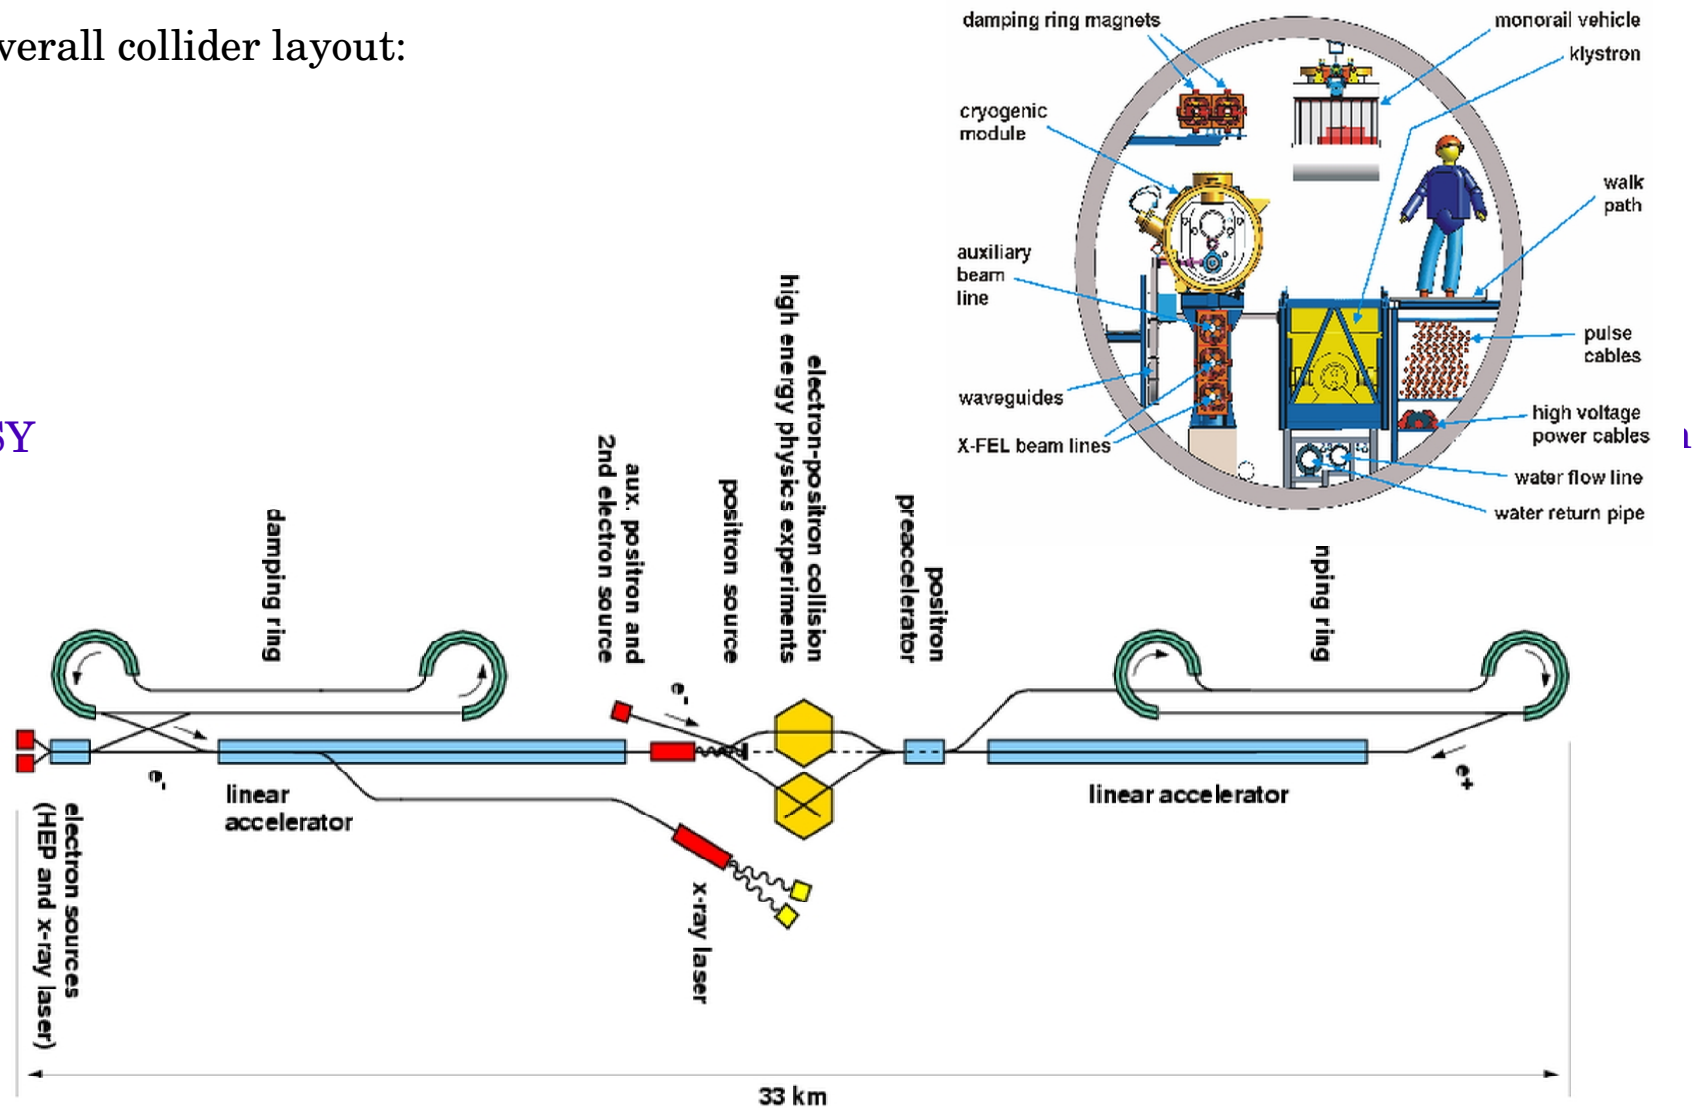 verall collider layout:
damping ring magnets
monorail vehicle
klystron
cryogenic
module
walk
path
auxiliary
beam
line
pulse
cables
waveguides
high voltage
power cables
X-FEL beam lines
water flow line
water return pipe
SY
damping ring
aux. positron and
2nd electron source
positron source
electron-positron collision
high energy physics experiments
positron
preaccelerator
nping ring
e-
e-
e+
linear
accelerator
linear accelerator
electron sources
(HEP and x-ray laser)
x-ray laser
33 km